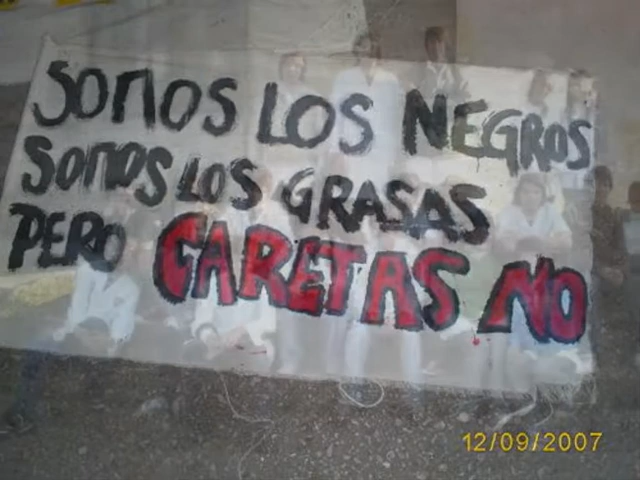 SOMOS LOS NEGROS
SOMOS LOS GRASAS
PERO CARETAS NO
12/09/2007